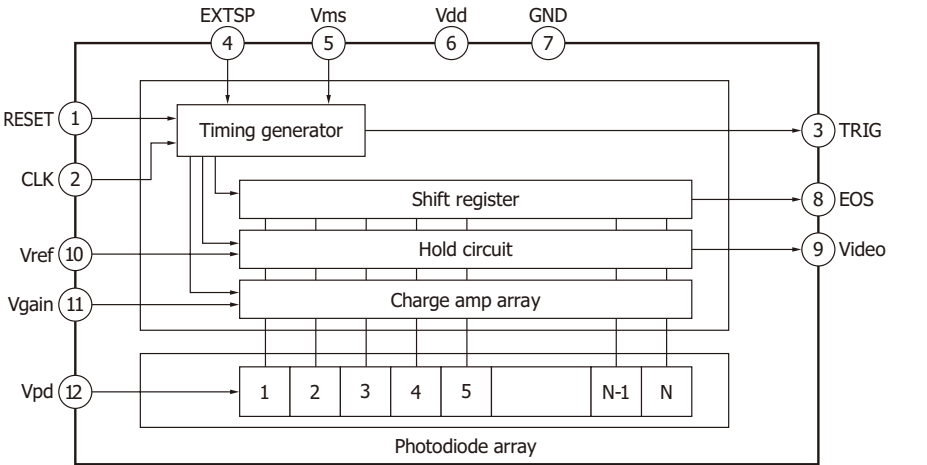 EXTSP Vms Vdd GND
4 5 6 7
RESET 1
Timing generator
3 TRIG
CLK 2
Shift register
8 EOS
Vref 10
Hold circuit
9 Video
Vgain 11
Charge amp array
Vpd 12
1 2 3 4 5 N-1 N
Photodiode array